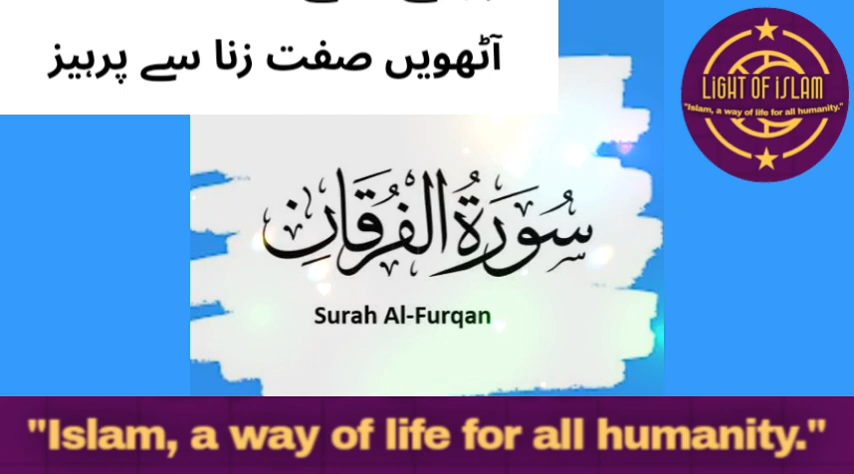 آٹھویں صفت زنا سے پرہیز
LIGHT OF iSLAM
"Islam, a way of life for all humanity."
سُورَةُ الفُرقَانِ
Surah Al-Furqan
"Islam, a way of life for all humanity."